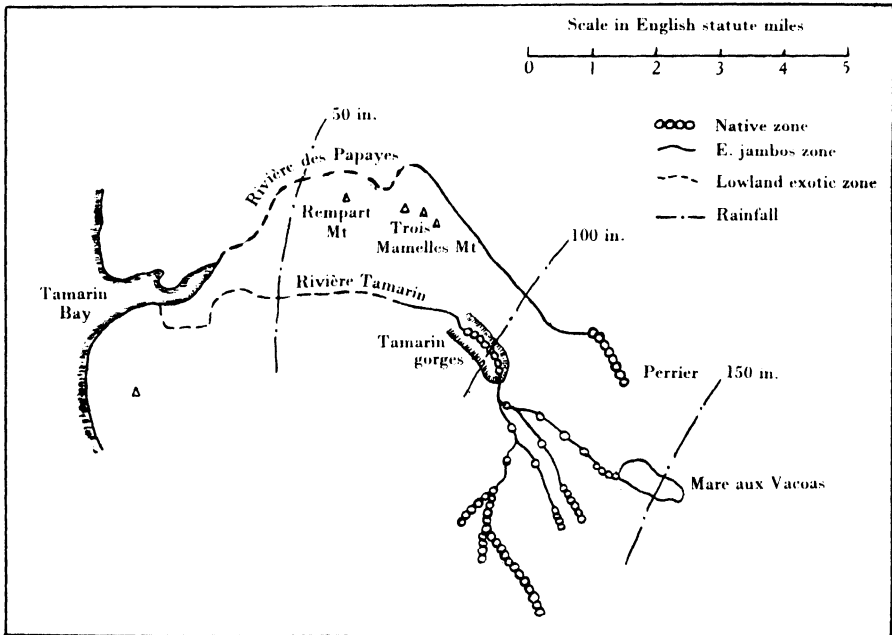 Scale in English statute miles
0 1 2 3 4 5
Native zone
E. jambos zone
Lowland exotic zone
Rainfall
50 in.
Rivière des Papayes
Rempart
Mt
Trois
Mamelles Mt
100 in.
Tamarin
Bay
Rivière Tamarin
Tamarin
gorges
Perrier
150 m.
Mare aux Vacoas